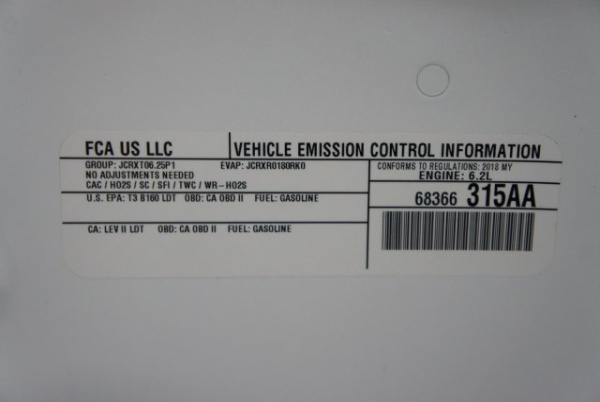 FCA US LLC VEHICLE EMISSION CONTROL INFORMATION
GROUP: JCRXT06.25P1 EVAP: JCRXR0180RK0
NO ADJUSTMENTS NEEDED
CAC / HO2S / SC / SFI / TWC / WR-HO2S
CONFORMS TO REGULATIONS: 2018 MY
ENGINE: 6.2L
U.S. EPA: T3 B160 LDT OBD: CA OBD II FUEL: GASOLINE
68366 315AA
CA: LEV II LDT OBD: CA OBD II FUEL: GASOLINE